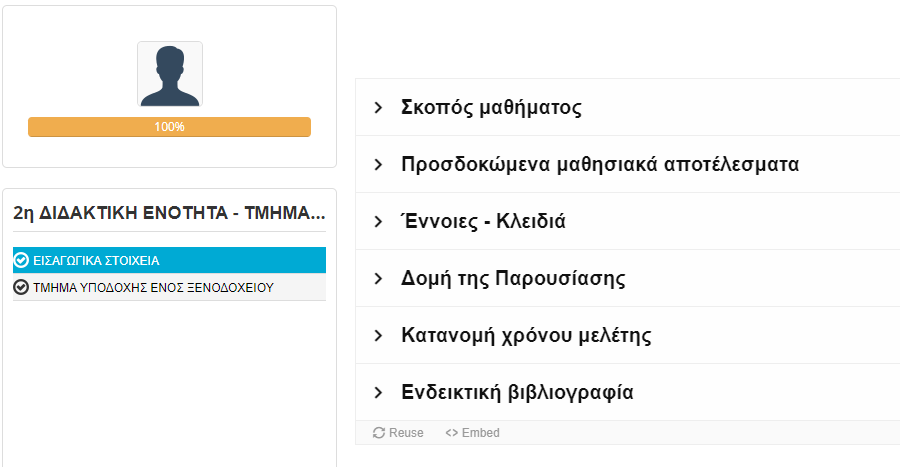 100%
2η ΔΙΔΑΚΤΙΚΗ ΕΝΟΤΗΤΑ - ΤΜΗΜΑ...
ΕΙΣΑΓΩΓΙΚΑ ΣΤΟΙΧΕΙΑ
ΤΜΗΜΑ ΥΠΟΔΟΧΗΣ ΕΝΟΣ ΞΕΝΟΔΟΧΕΙΟΥ
Σκοπός μαθήματος
Προσδοκώμενα μαθησιακά αποτέλεσματα
Έννοιες - Κλειδιά
Δομή της Παρουσίασης
Κατανομή χρόνου μελέτης
Ενδεικτική βιβλιογραφία
Reuse <> Embed